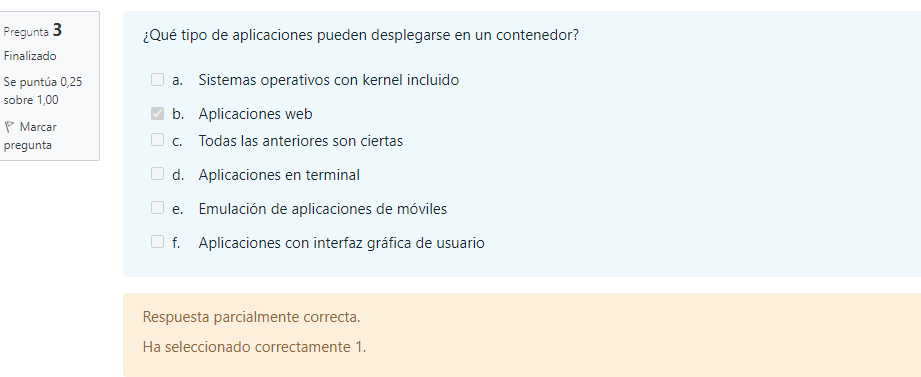 Pregunta 3
Finalizado
Se puntúa 0,25
sobre 1,00
Marcar
pregunta
¿Qué tipo de aplicaciones pueden desplegarse en un contenedor?
a. Sistemas operativos con kernel incluido
b. Aplicaciones web
c. Todas las anteriores son ciertas
d. Aplicaciones en terminal
e. Emulación de aplicaciones de móviles
f. Aplicaciones con interfaz gráfica de usuario
Respuesta parcialmente correcta.
Ha seleccionado correctamente 1.